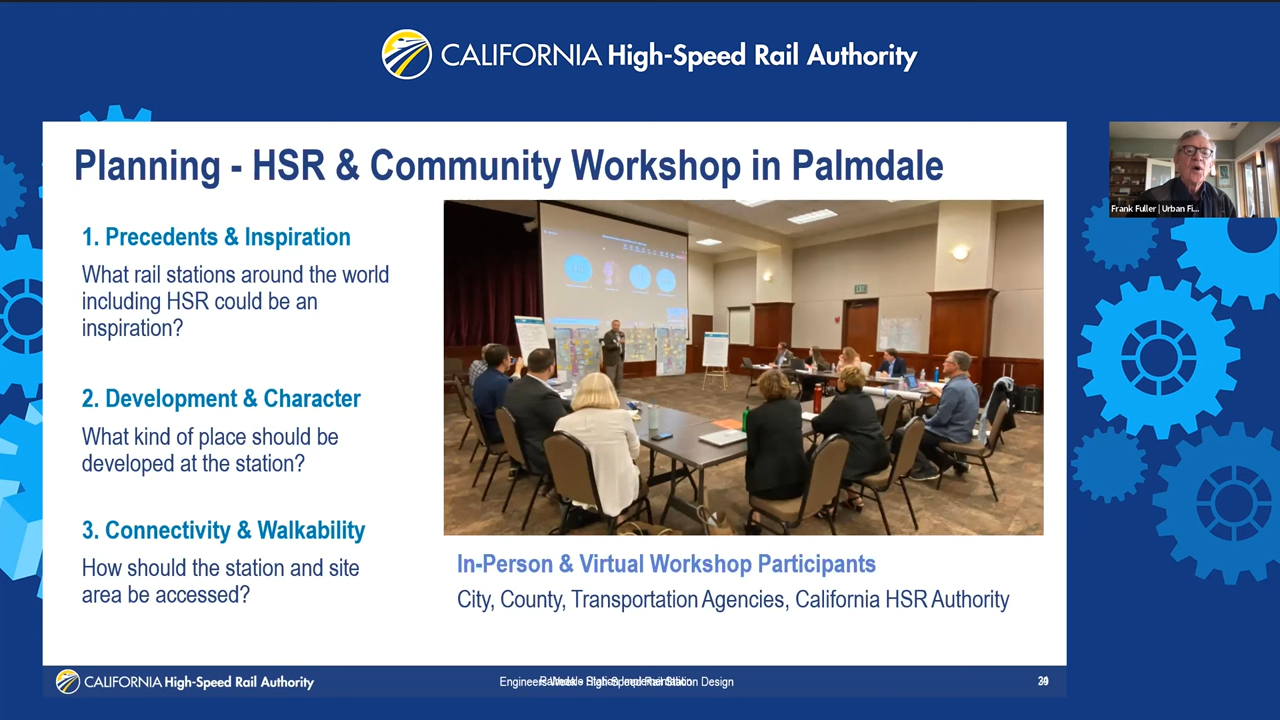 CALIFORNIA High-Speed Rail Authority
Planning - HSR & Community Workshop in Palmdale
1. Precedents & Inspiration
What rail stations around the world
including HSR could be an
inspiration?
2. Development & Character
What kind of place should be
developed at the station?
3. Connectivity & Walkability
How should the station and site
area be accessed?
EXIT
In-Person & Virtual Workshop Participants
City, County, Transportation Agencies, California HSR Authority
Frank Fuller | Urban Fi...
CALIFORNIA High-Speed Rail Authority